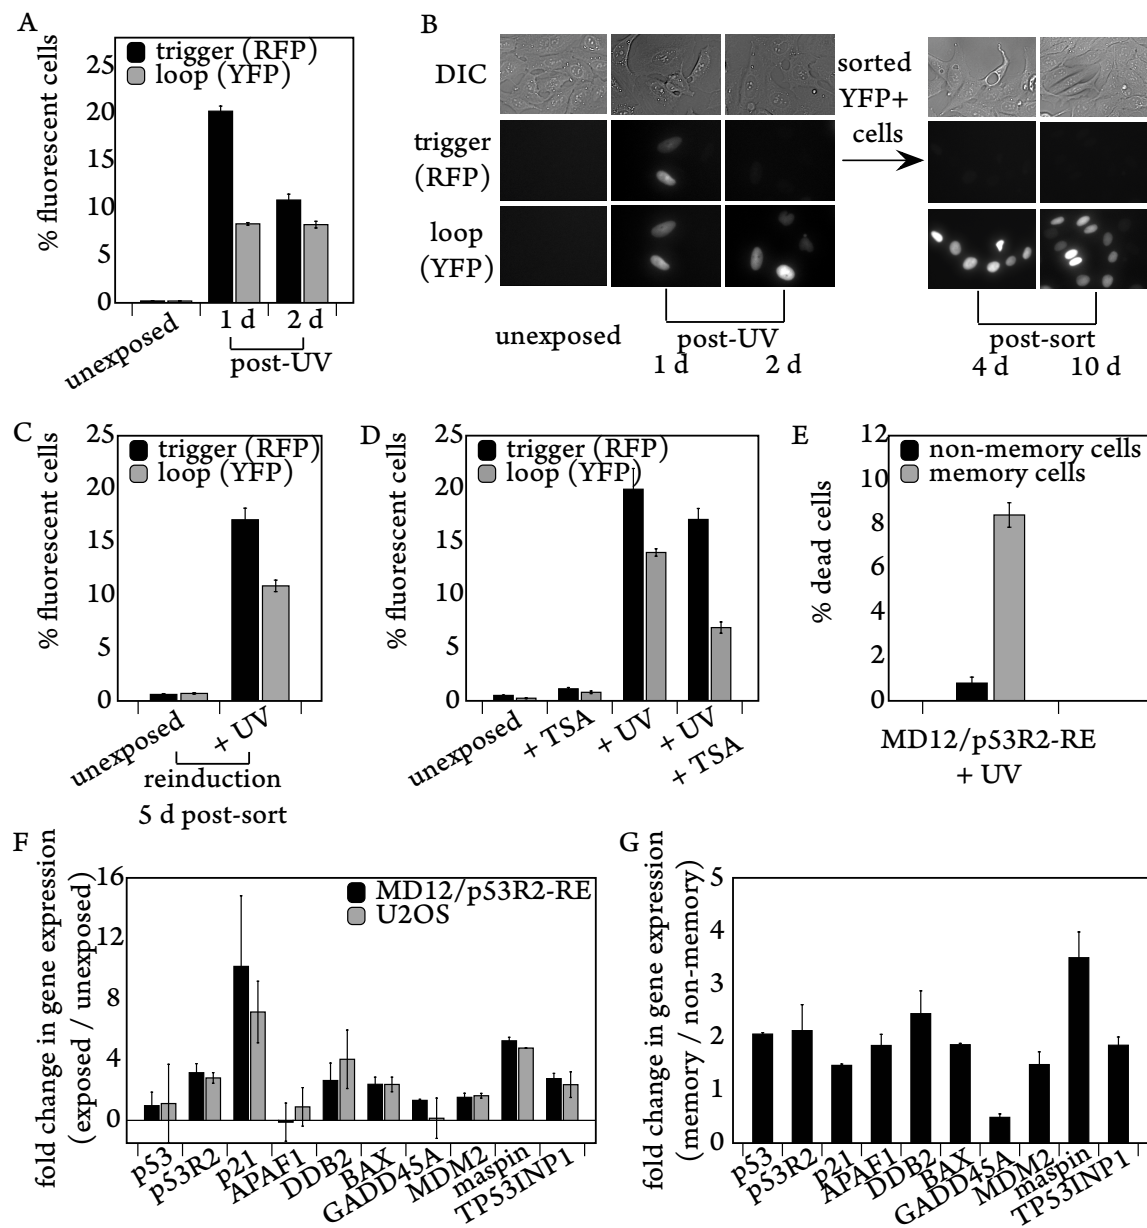 A
% fluorescent cells
trigger (RFP)
loop (YFP)
25
20
15
10
5
0
unexposed
1 d
2 d
post-UV
B
DIC
trigger
(RFP)
loop
(YFP)
sorted
YFP+
cells
unexposed
post-UV
1 d
2 d
post-sort
4 d
10 d
C
% fluorescent cells
trigger (RFP)
loop (YFP)
25
20
15
10
5
0
unexposed
+ UV
reinduction
5 d post-sort
D
% fluorescent cells
trigger (RFP)
loop (YFP)
25
20
15
10
5
0
unexposed
+ TSA
+ UV
+ UV
+ TSA
E
% dead cells
non-memory cells
memory cells
12
10
8
6
4
2
0
MD12/p53R2-RE
+ UV
F
fold change in gene expression
(exposed / unexposed)
MD12/p53R2-RE
U2OS
16
12
8
4
0
p53
p53R2
p21
APAF1
DDB2
BAX
GADD45A
MDM2
maspin
TP53INP1
G
fold change in gene expression
(memory / non-memory)
5
4
3
2
1
0
p53
p53R2
p21
APAF1
DDB2
BAX
GADD45A
MDM2
maspin
TP53INP1